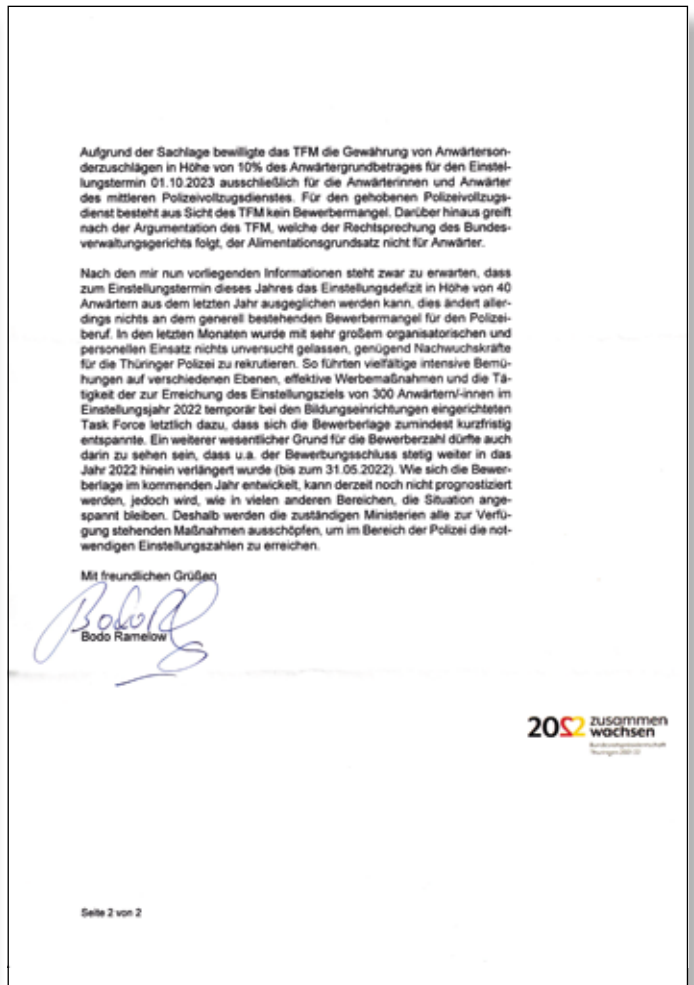 Aufgrund der Sachlage bewilligte das TFM die Gewährung von Anwärterson-
derzuschlägen in Höhe von 10% des Anwärtergrundbetrages für den Einstel-
lungstermin 01.10.2023 ausschließlich für die Anwärterinnen und Anwärter
des mittleren Polizeivollzugsdienstes. Für den gehobenen Polizeivollzugs-
dienst besteht aus Sicht des TFM kein Bewerbermangel. Darüber hinaus greift
nach der Argumentation des TFM, welche der Rechtsprechung des Bundes-
verwaltungsgerichts folgt, der Alimentationsgrundsatz nicht für Anwärter.
Nach den mir nun vorliegenden Informationen steht zwar zu erwarten, dass
zum Einstellungstermin dieses Jahres das Einstellungsdefizit in Höhe von 40
Anwärtern aus dem letzten Jahr ausgeglichen werden kann, dies ändert aller-
dings nichts an dem generell bestehenden Bewerbermangel für den Polizei-
beruf. In den letzten Monaten wurde mit sehr großem organisatorischen und
personellen Einsatz nichts unversucht gelassen, genügend Nachwuchskräfte
für die Thüringer Polizei zu rekrutieren. So führten vielfältige intensive Bemü-
hungen auf verschiedenen Ebenen, effektive Werbemaßnahmen und die Tä-
tigkeit der zur Erreichung des Einstellungsziels von 300 Anwärtern/-innen im
Einstellungsjahr 2022 temporär bei den Bildungseinrichtungen eingerichteten
Task Force letztlich dazu, dass sich die Bewerberlage zumindest kurzfristig
entspannte. Ein weiterer wesentlicher Grund für die Bewerberzahl dürfte auch
darin zu sehen sein, dass u.a. der Bewerbungsschluss stetig weiter in das
Jahr 2022 hinein verlängert wurde (bis zum 31.05.2022). Wie sich die Bewer-
berlage im kommenden Jahr entwickelt, kann derzeit noch nicht prognostiziert
werden, jedoch wird, wie in vielen anderen Bereichen, die Situation ange-
spannt bleiben. Deshalb werden die zuständigen Ministerien alle zur Verfü-
gung stehenden Maßnahmen ausschöpfen, um im Bereich der Polizei die not-
wendigen Einstellungszahlen zu erreichen.
Mit freundlichen Grüßen
Bodo Ramelow
2022 zusammen
wachsen
Bundesratspräsidentschaft
Thüringen 2021/22
Seite 2 von 2